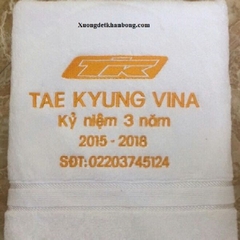 Xuongdetkhanbong.com
TK
TAE KYUNG VINA
Kỷ niệm 3 năm
2015 - 2018
SĐT:02203745124